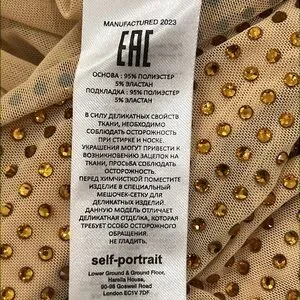 MANUFACTURED 2023
EAC
ОСНОВА : 95% ПОЛИЭСТЕР
5% ЭЛАСТАН
ПОДКЛАДКА : 95% ПОЛИЭСТЕР
5% ЭЛАСТАН
В СИЛУ ДЕЛИКАТНЫХ СВОЙСТВ
ТКАНИ, НЕОБХОДИМО
СОБЛЮДАТЬ ОСТОРОЖНОСТЬ
ПРИ СТИРКЕ И НОСКЕ.
УКРАШЕНИЯ МОГУТ ПРИВЕСТИ К
ВОЗНИКНОВЕНИЮ ЗАЦЕПОК НА
ТКАНИ, ПРОСЬБА СОБЛЮДАТЬ
ОСТОРОЖНОСТЬ.
ПЕРЕД ХИМЧИСТКОЙ ПОМЕСТИТЕ
ИЗДЕЛИЕ В СПЕЦИАЛЬНЫЙ
МЕШОЧЕК-СЕТКУ ДЛЯ
ДЕЛИКАТНЫХ ИЗДЕЛИЙ.
ДАННУЮ МОДЕЛЬ ОТЛИЧАЕТ
ДЕЛИКАТНАЯ ОТДЕЛКА, КОТОРАЯ
ТРЕБУЕТ ОСОБО ОСТОРОЖНОГО
ОБРАЩЕНИЯ.
НЕ ГЛАДИТЬ.
self-portrait
Lower Ground & Ground Floor,
Harella House,
90-98 Goswell Road
London EC1V 7DF